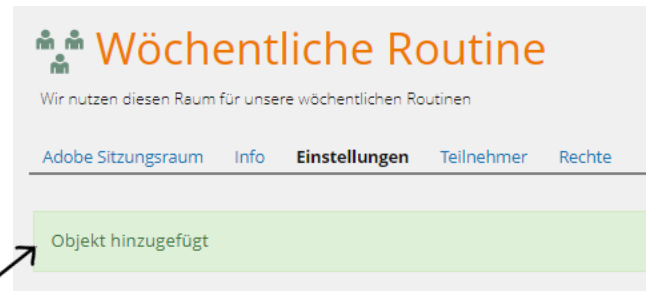 Wöchentliche Routine
Wir nutzen diesen Raum für unsere wöchentlichen Routinen
Adobe Sitzungsraum Info Einstellungen Teilnehmer Rechte
Objekt hinzugefügt